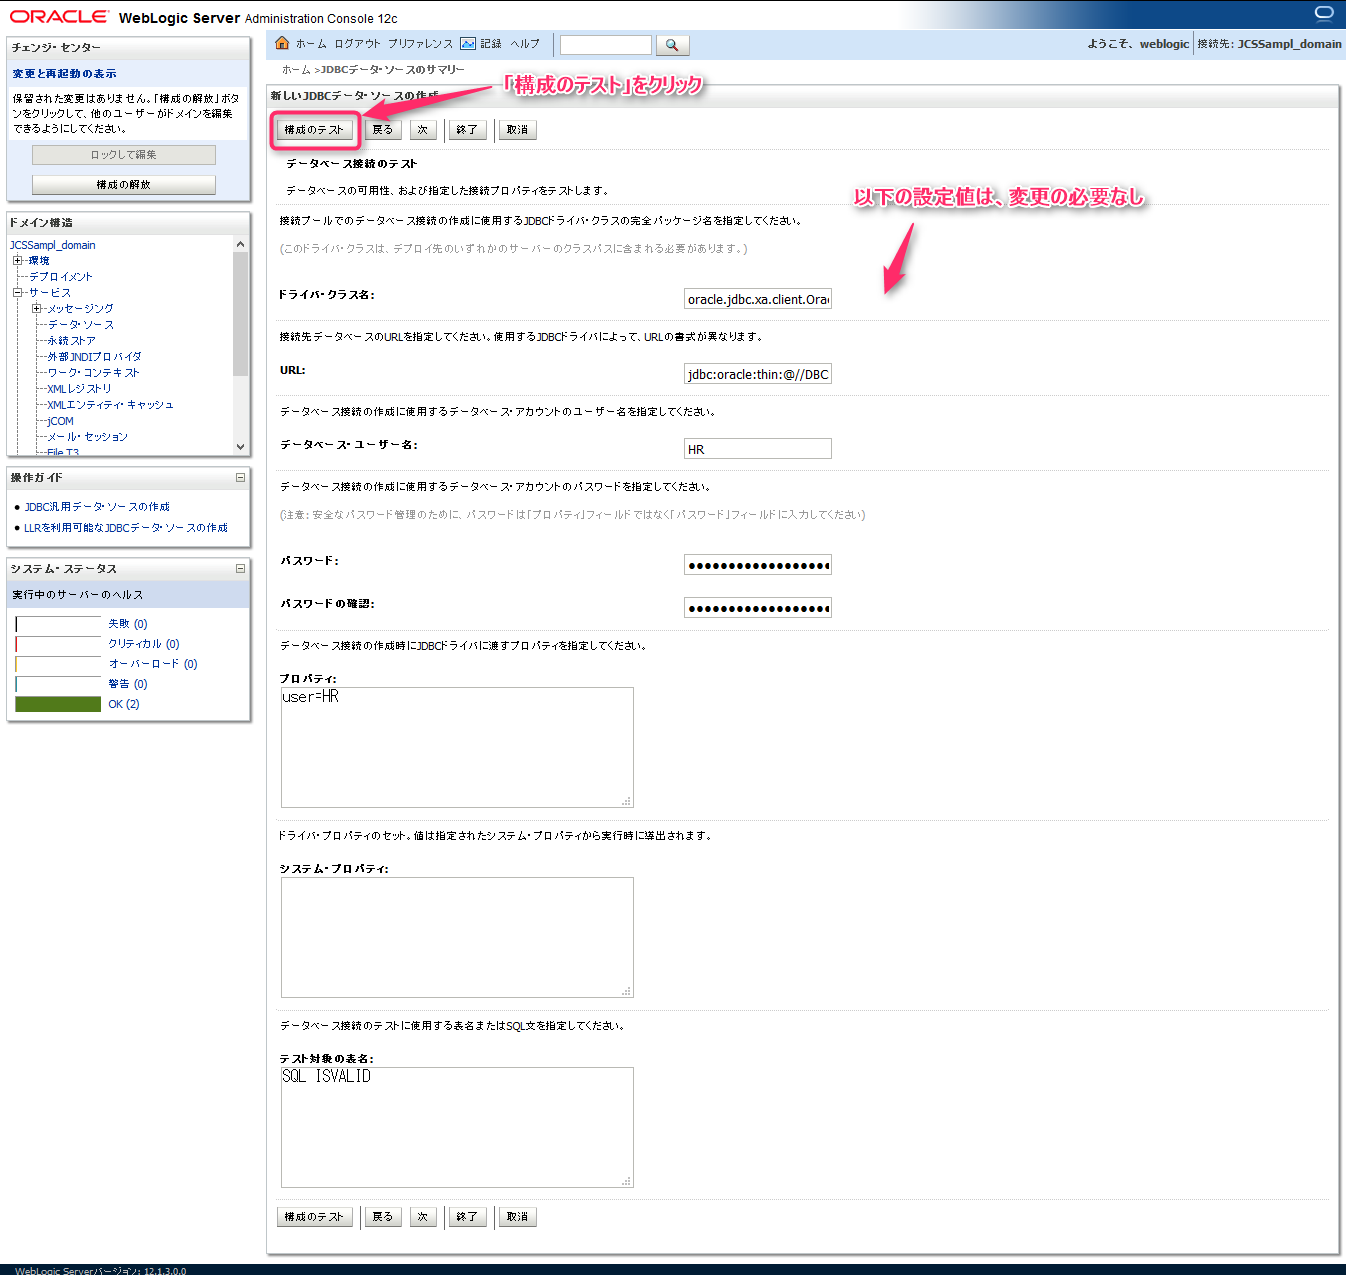 ORACLE WebLogic Server Administration Console 12c
チェンジ・センター
変更と再起動の表示
保留された変更はありません。「構成の解放」ボタ
ンをクリックして、他のユーザーがドメインを編集
できるようにしてください。
ロックして編集
構成の解放
ドメイン構造
JCSSampl_domain
環境
デプロイメント
サービス
メッセージング
データ・ソース
永続ストア
外部JNDIプロバイダ
ワーク・コンテキスト
XMLレジストリ
XMLエンティティ・キャッシュ
jCOM
メール・セッション
File T3
操作ガイド
JDBC汎用データ・ソースの作成
LLRを利用可能なJDBCデータ・ソースの作成
システム・ステータス
実行中のサーバーのヘルス
失敗 (0)
クリティカル (0)
オーバーロード (0)
警告 (0)
OK (2)
ホーム ログアウト プリファレンス 記録 ヘルプ
ようこそ、weblogic 接続先: JCSSampl_domain
ホーム >JDBCデータ・ソースのサマリー
「構成のテスト」をクリック
新しいJDBCデータ・ソースの作成
構成のテスト 戻る 次 終了 取消
データベース接続のテスト
データベースの可用性、および指定した接続プロパティをテストします。
以下の設定値は、変更の必要なし
接続プールでのデータベース接続の作成に使用するJDBCドライバ・クラスの完全パッケージ名を指定してください。
(このドライバ・クラスは、デプロイ先のいずれかのサーバーのクラスパスに含まれる必要があります。)
ドライバ・クラス名: oracle.jdbc.xa.client.Ora
接続先データベースのURLを指定してください。使用するJDBCドライバによって、URLの書式が異なります。
URL: jdbc:oracle:thin:@//DBC
データベース接続の作成に使用するデータベース・アカウントのユーザー名を指定してください。
データベース・ユーザー名: HR
データベース接続の作成に使用するデータベース・アカウントのパスワードを指定してください。
(注意: 安全なパスワード管理のために、パスワードは「プロパティ」フィールドではなく「パスワード」フィールドに入力してください)
パスワード: ●●●●●●●●●●●●●●●●●●
パスワードの確認: ●●●●●●●●●●●●●●●●●●
データベース接続の作成時にJDBCドライバに渡すプロパティを指定してください。
プロパティ:
user=HR
ドライバ・プロパティのセット。値は指定されたシステム・プロパティから実行時に導出されます。
システム・プロパティ:
データベース接続のテストに使用する表名またはSQL文を指定してください。
テスト対象の表名:
SQL ISVALID
構成のテスト 戻る 次 終了 取消
WebLogic Serverバージョン: 12.1.3.0.0